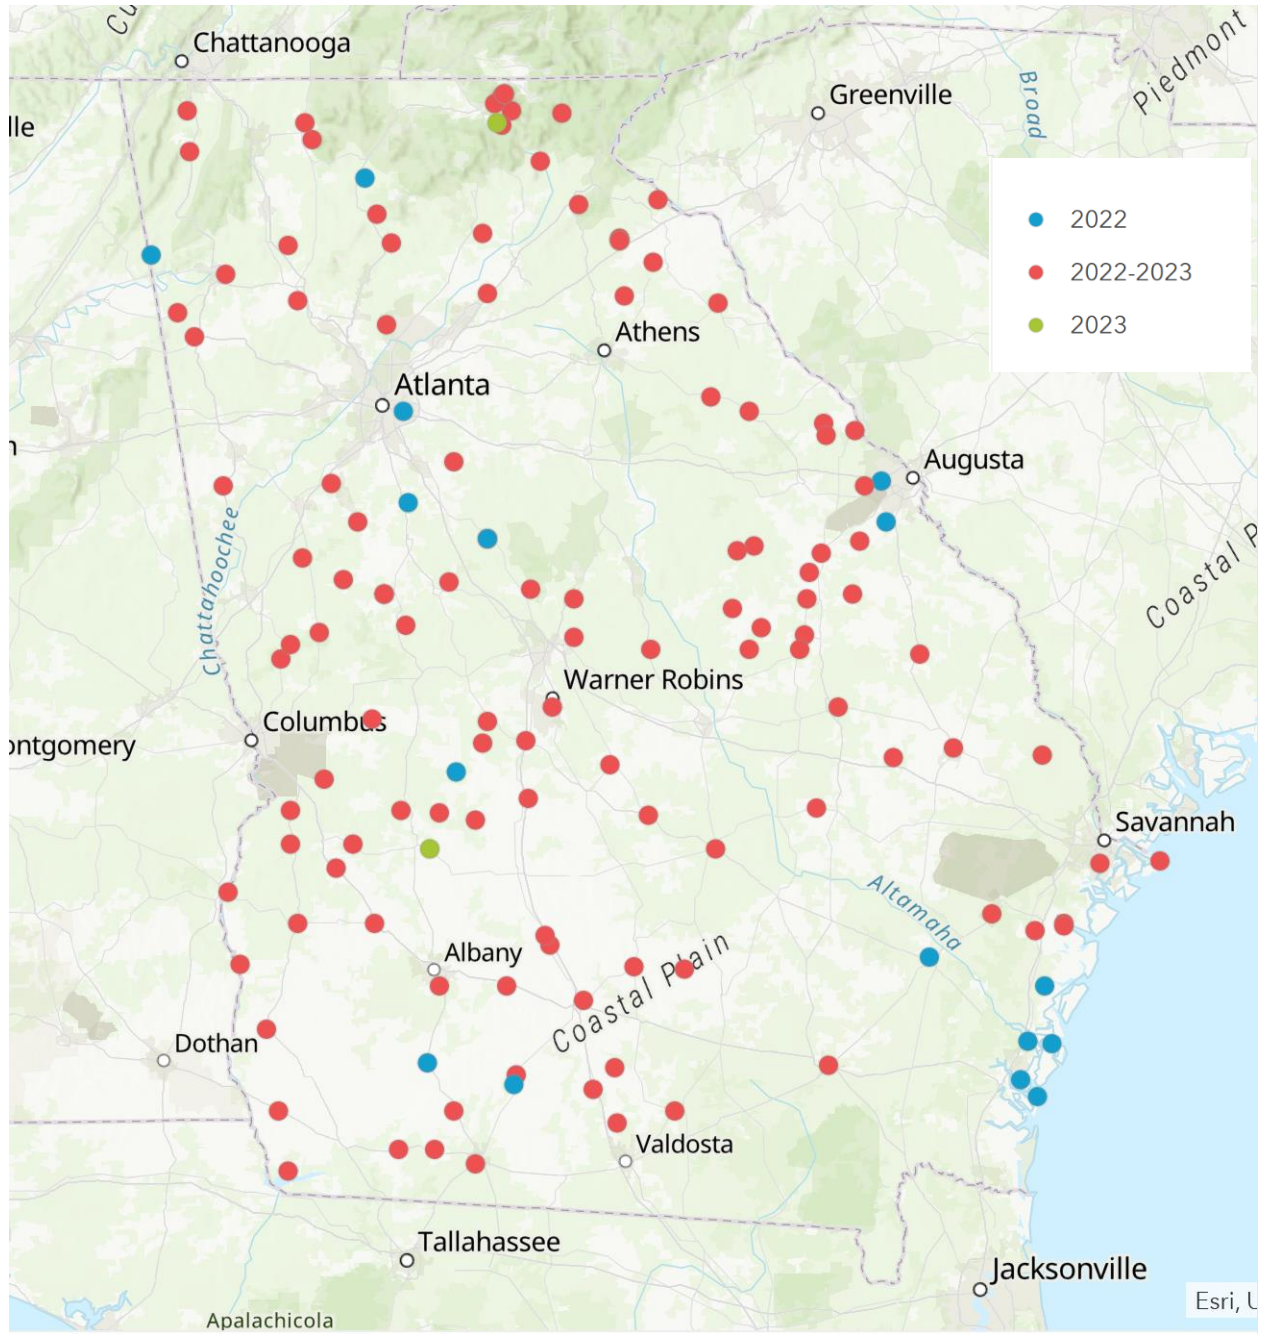 Cu
Chattanooga
Piedmont
Greenville
Broad
lle
2022
2022-2023
2023
Athens
Atlanta
Augusta
Chattahoochee
Coastal P
Warner Robins
Columbus
ontgomery
Savannah
Altamaha
Albany
Coastal Plain
Dothan
Valdosta
Tallahassee
Jacksonville
Esri, U
Apalachicola